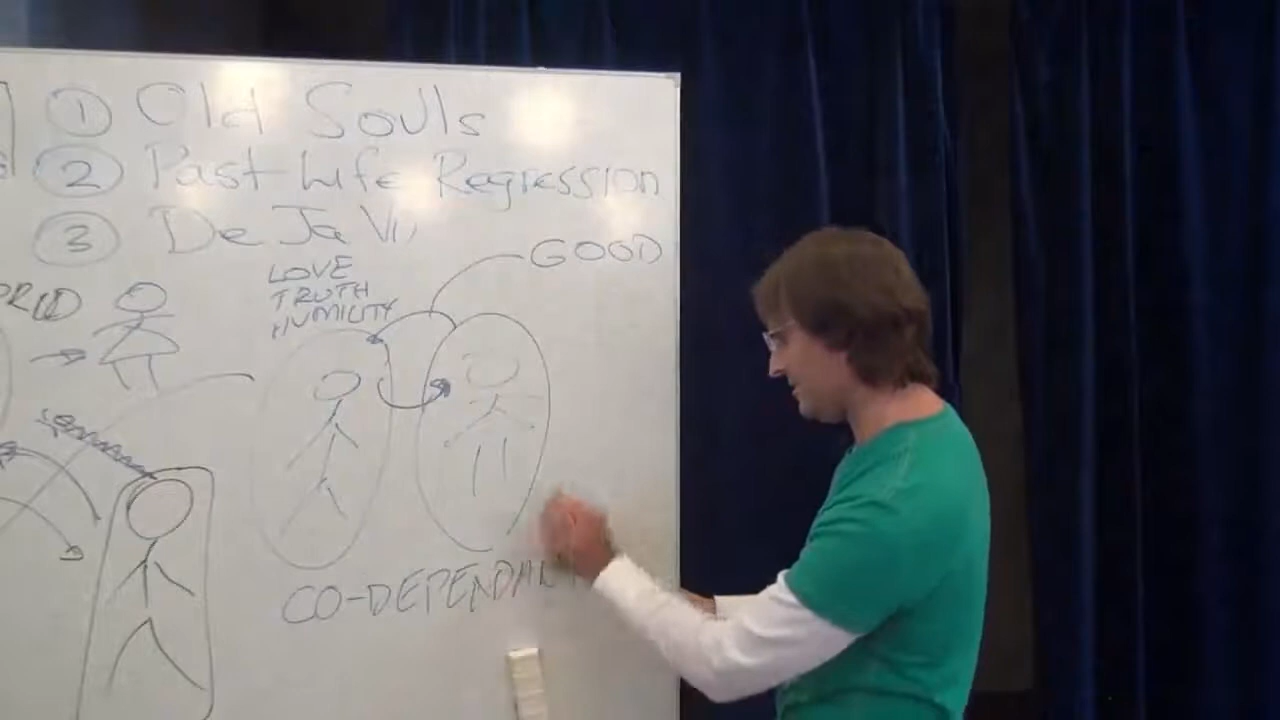 ① Old Souls
② Past Life Regression
③ De Ja Vu
GOOD
LOVE
TRUTH
HUMILITY
CO-DEPENDAN